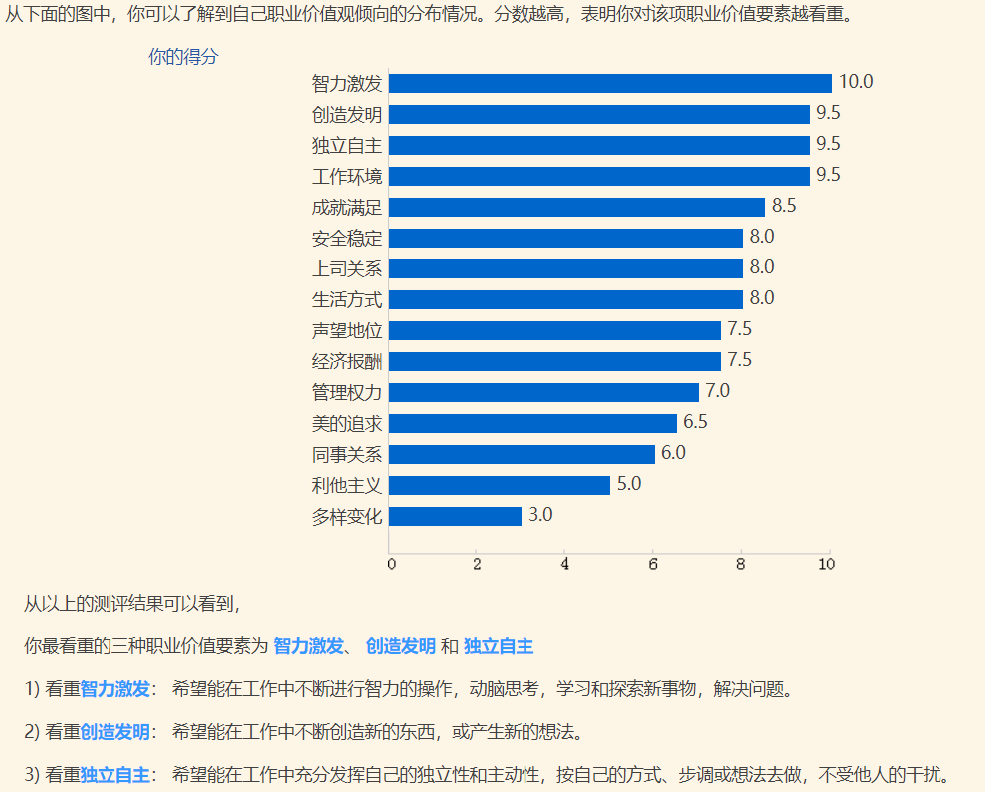 从下面的图中，你可以了解到自己职业价值观倾向的分布情况。分数越高，表明你对该项职业价值要素越看重。
你的得分
智力激发 10.0
创造发明 9.5
独立自主 9.5
工作环境 9.5
成就满足 8.5
安全稳定 8.0
上司关系 8.0
生活方式 8.0
声望地位 7.5
经济报酬 7.5
管理权力 7.0
美的追求 6.5
同事关系 6.0
利他主义 5.0
多样变化 3.0
0 2 4 6 8 10
从以上的测评结果可以看到，
你最看重的三种职业价值要素为 智力激发、 创造发明 和 独立自主
1) 看重智力激发： 希望能在工作中不断进行智力的操作，动脑思考，学习和探索新事物，解决问题。
2) 看重创造发明： 希望能在工作中不断创造新的东西，或产生新的想法。
3) 看重独立自主： 希望能在工作中充分发挥自己的独立性和主动性，按自己的方式、步调或想法去做，不受他人的干扰。